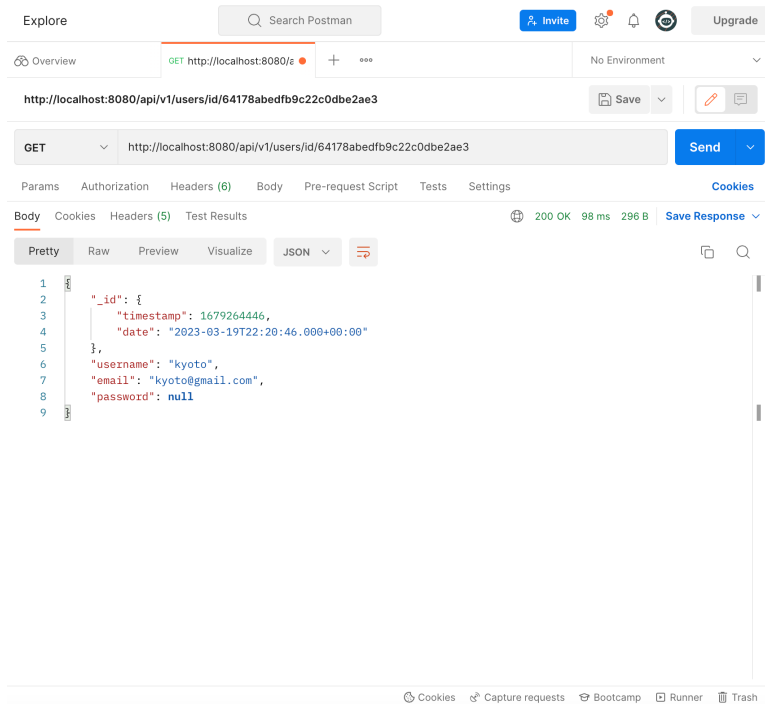 Explore
Search Postman
Invite
Upgrade
Overview
GET http://localhost:8080/a
No Environment
http://localhost:8080/api/v1/users/id/64178abedfb9c22c0dbe2ae3
Save
GET
http://localhost:8080/api/v1/users/id/64178abedfb9c22c0dbe2ae3
Send
Params Authorization Headers (6) Body Pre-request Script Tests Settings Cookies
Body Cookies Headers (5) Test Results 200 OK 98 ms 296 B Save Response
Pretty Raw Preview Visualize JSON
1 {
2 "_id": {
3 "timestamp": 1679264446,
4 "date": "2023-03-19T22:20:46.000+00:00"
5 },
6 "username": "kyoto",
7 "email": "kyoto@gmail.com",
8 "password": null
9 }
Cookies Capture requests Bootcamp Runner Trash